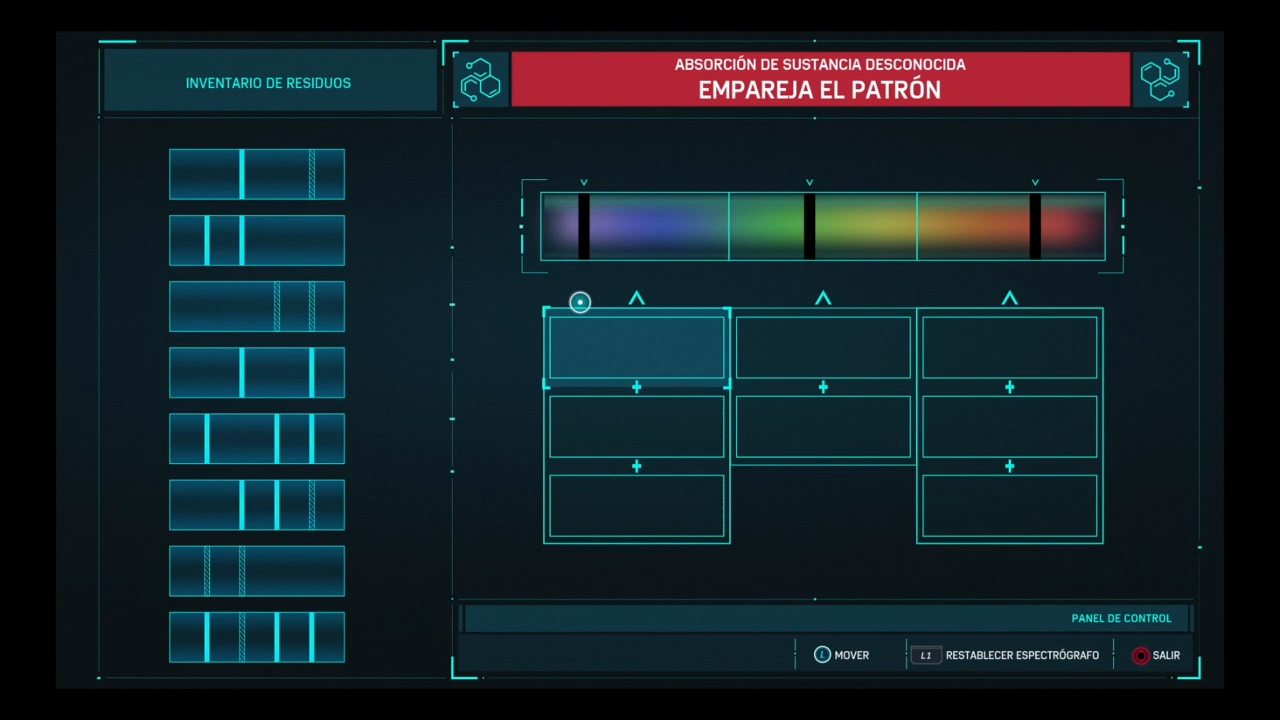 INVENTARIO DE RESIDUOS
ABSORCIÓN DE SUSTANCIA DESCONOCIDA
EMPAREJA EL PATRÓN
PANEL DE CONTROL
L MOVER
L1 RESTABLECER ESPECTRÓGRAFO
SALIR